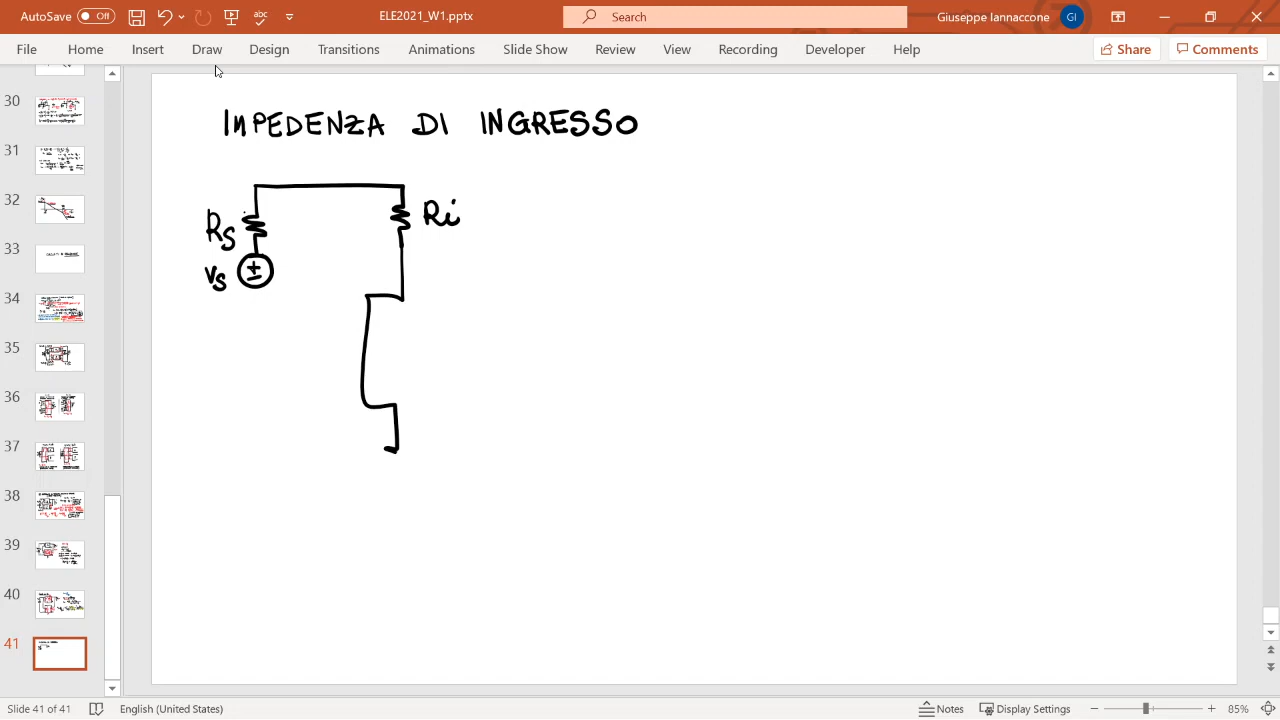 AutoSave Off ELE2021_W1.pptx Search Giuseppe Iannaccone GI
File Home Insert Draw Design Transitions Animations Slide Show Review View Recording Developer Help Share Comments
30
31
32
33
34
35
36
37
38
39
40
41
IMPEDENZA DI INGRESSO
RS
Ri
vS
Slide 41 of 41 English (United States) Notes Display Settings 85%